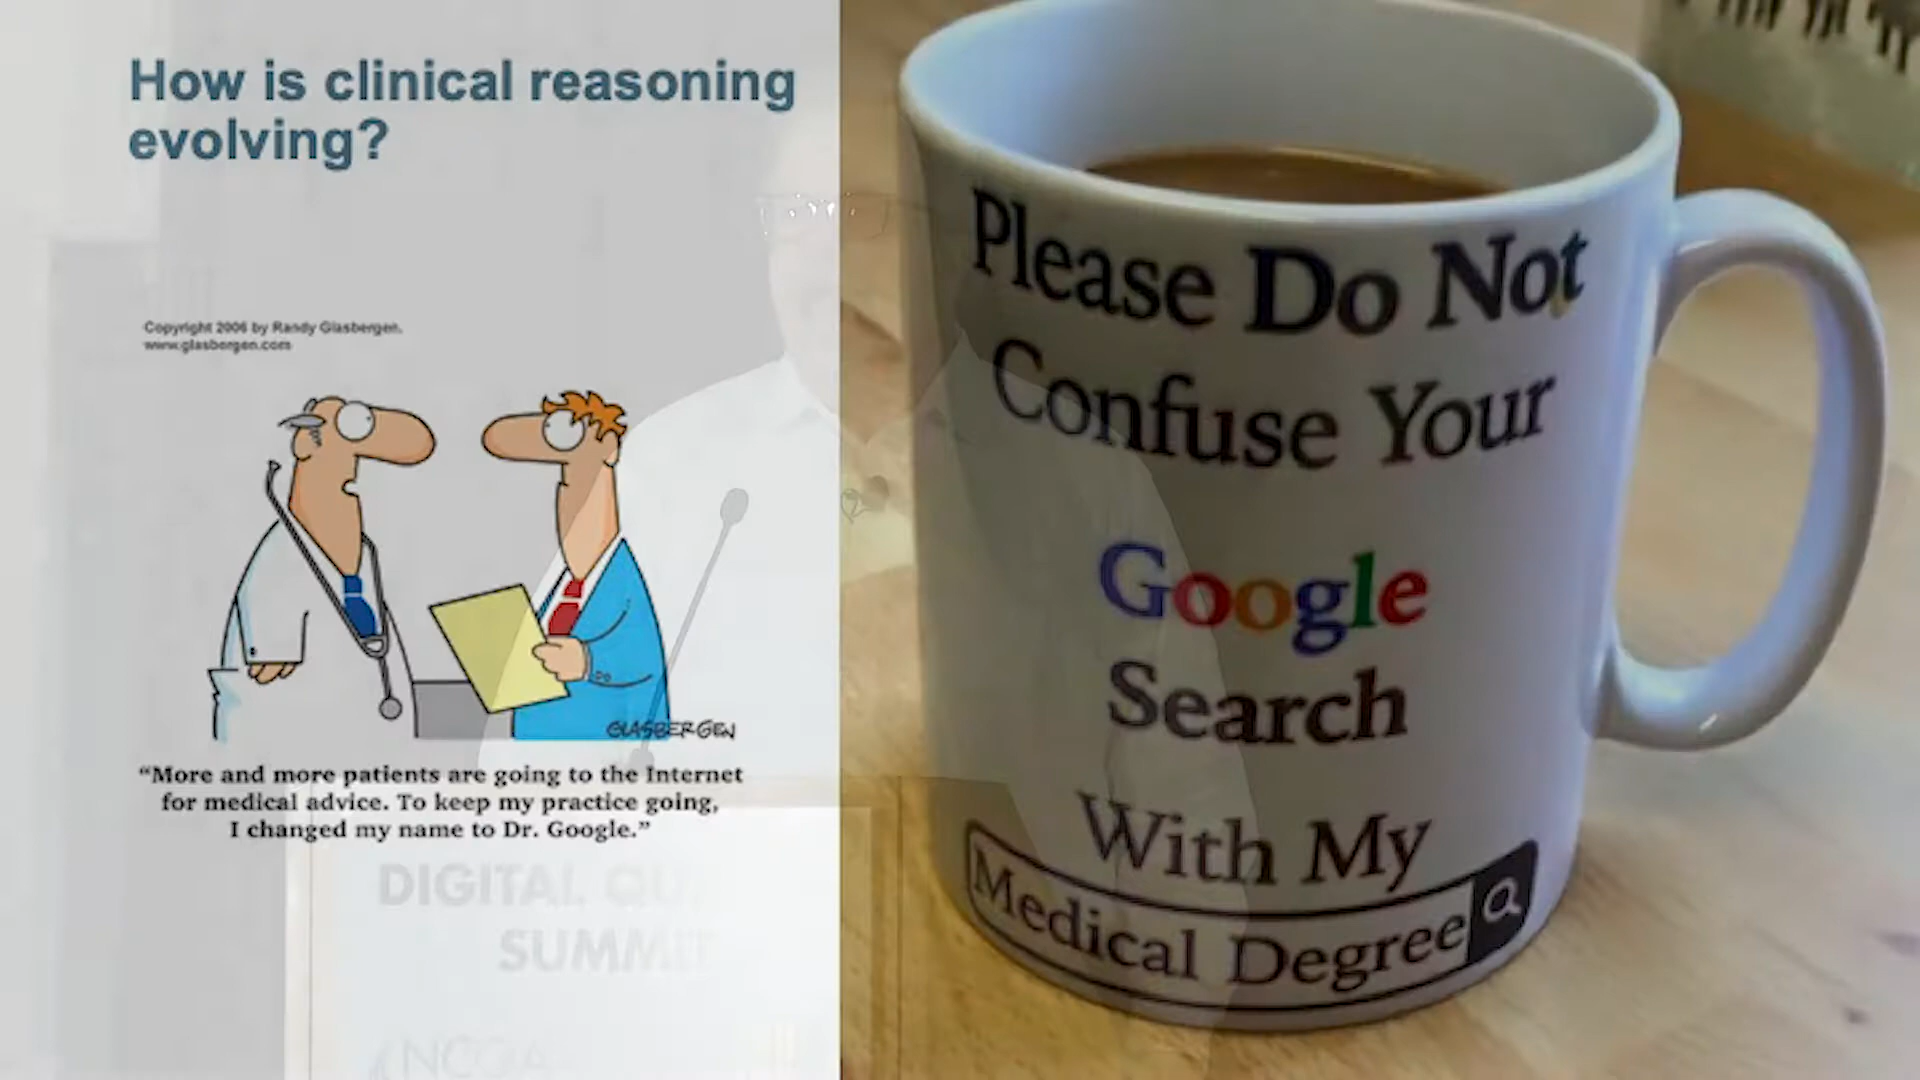 How is clinical reasoning
evolving?
Copyright 2006 by Randy Glasbergen.
www.glasbergen.com
GLASBERGEN
“More and more patients are going to the Internet
for medical advice. To keep my practice going,
I changed my name to Dr. Google.”
DIGITAL
SUMMIT
NCQA
Please Do Not
Confuse Your
Google
Search
With My
Medical Degree